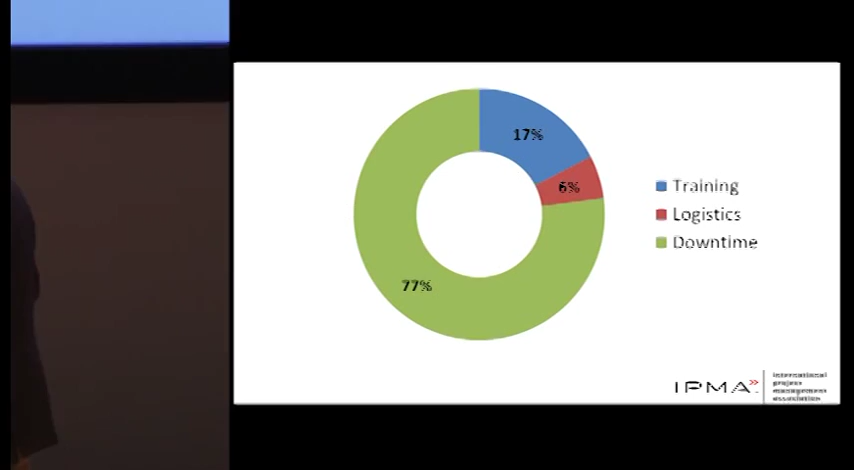 17%
6%
77%
Training
Logistics
Downtime
IPMA
international
project
management
association